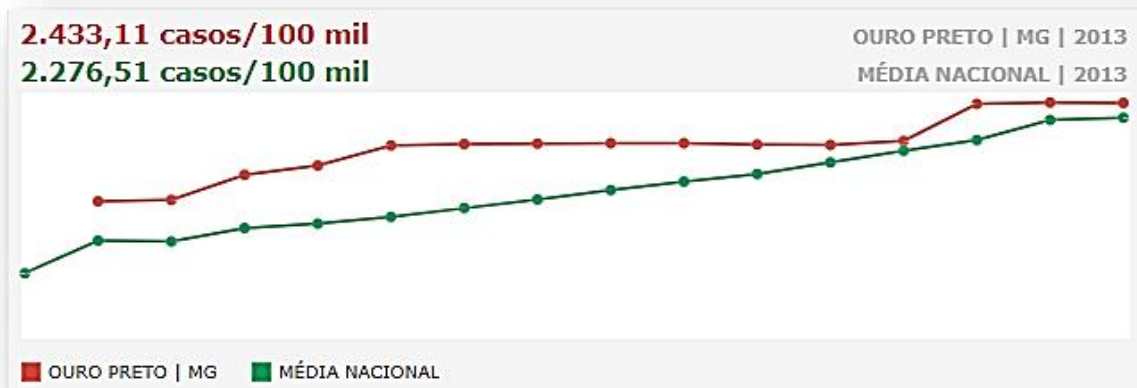 2.433,11 casos/100 mil
OURO PRETO | MG | 2013
2.276,51 casos/100 mil
MÉDIA NACIONAL | 2013
OURO PRETO | MG
MÉDIA NACIONAL